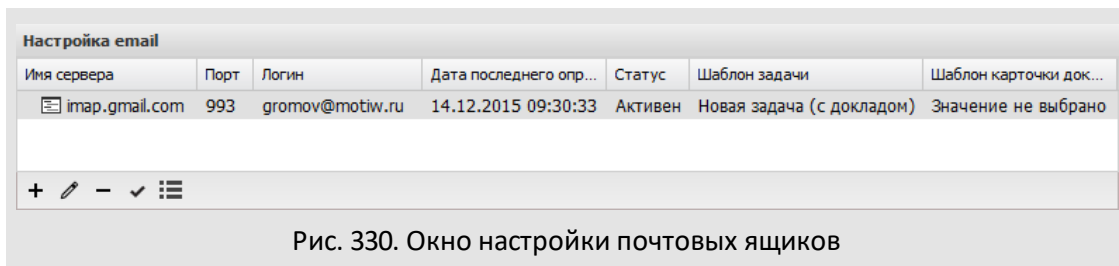 Настройка email
Имя сервера Порт Логин Дата последнего опр... Статус Шаблон задачи Шаблон карточки док...
imap.gmail.com 993 gromov@motiw.ru 14.12.2015 09:30:33 Активен Новая задача (с докладом) Значение не выбрано
Рис. 330. Окно настройки почтовых ящиков